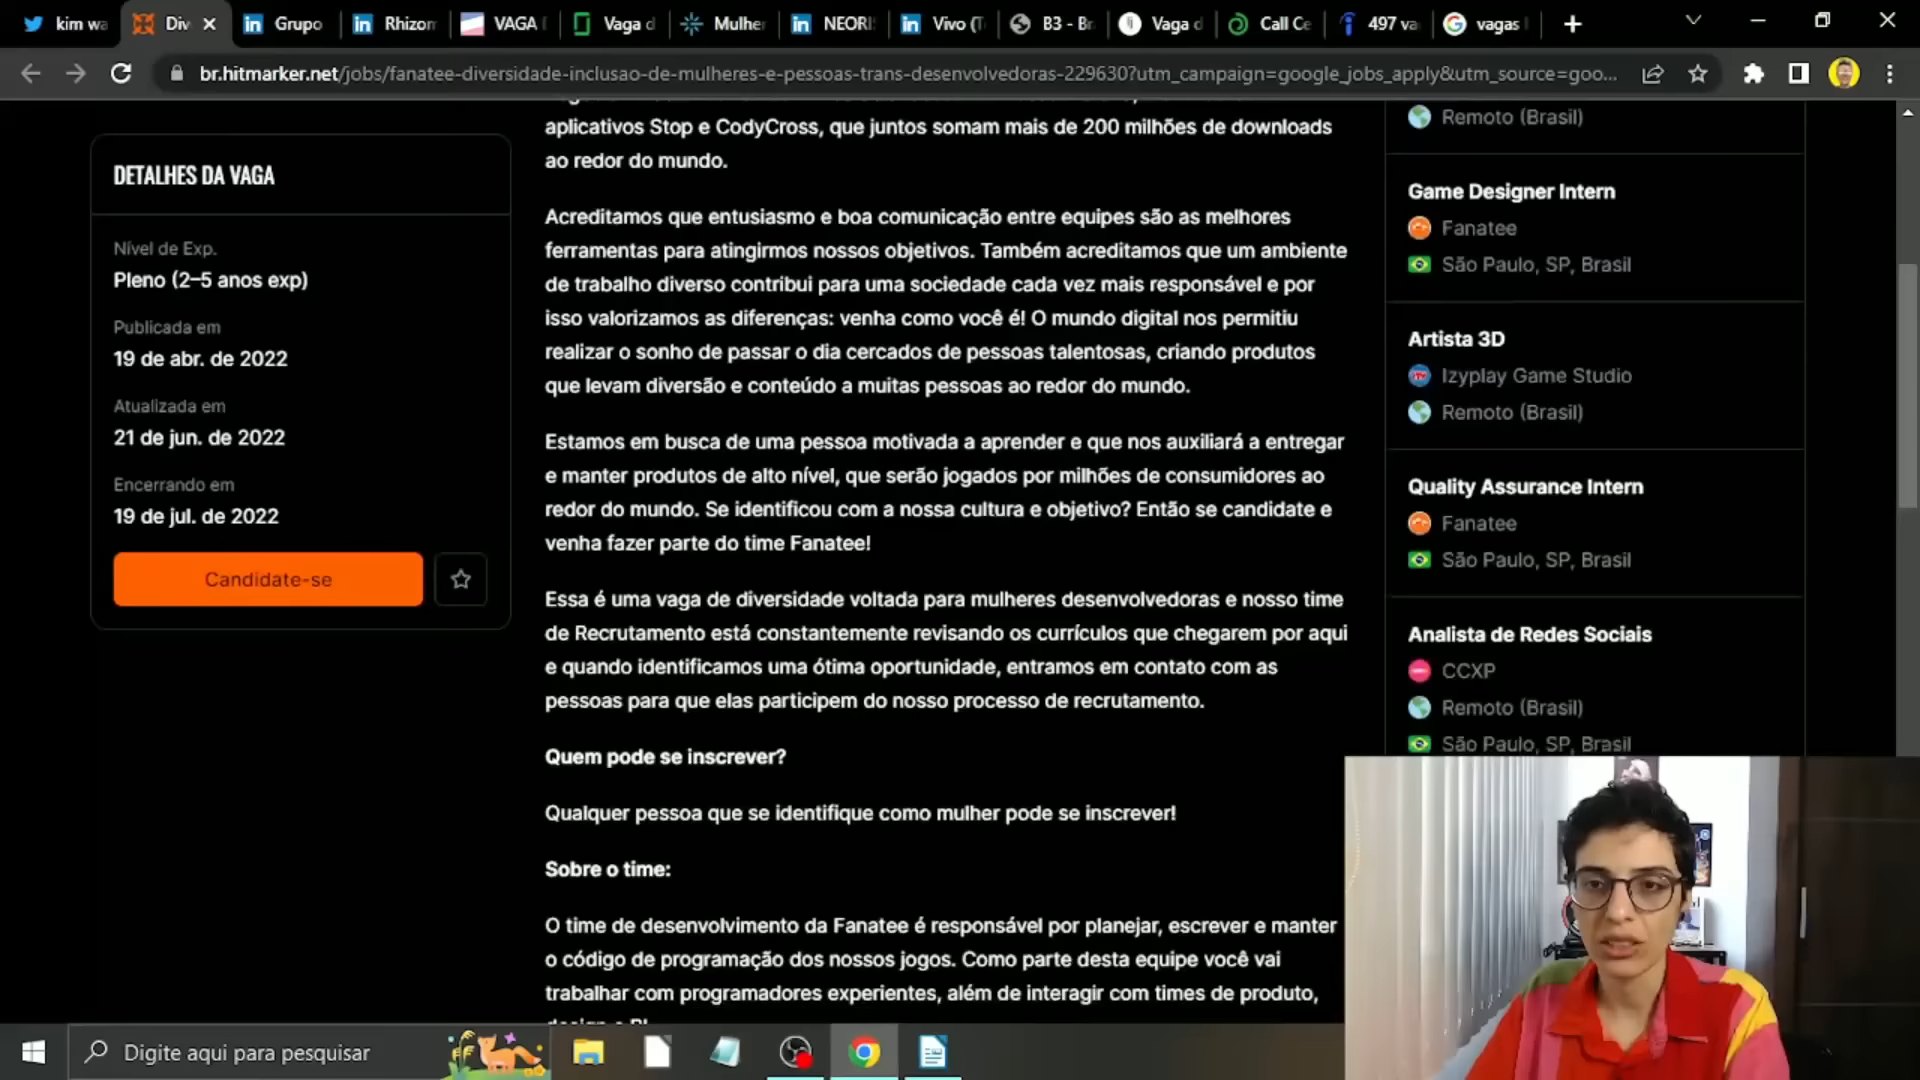 kim wa
Div
Grupo
Rhizon
VAGA
Vaga d
Mulher
NEORI
Vivo (T
B3 - Br
Vaga d
Call Ce
497 va
vagas
br.hitmarker.net/jobs/fanatee-diversidade-inclusao-de-mulheres-e-pessoas-trans-desenvolvedoras-229630?utm_campaign=google_jobs_apply&utm_source=goo...
DETALHES DA VAGA
Nível de Exp.
Pleno (2–5 anos exp)
Publicada em
19 de abr. de 2022
Atualizada em
21 de jun. de 2022
Encerrando em
19 de jul. de 2022
Candidate-se
aplicativos Stop e CodyCross, que juntos somam mais de 200 milhões de downloads
ao redor do mundo.
Acreditamos que entusiasmo e boa comunicação entre equipes são as melhores
ferramentas para atingirmos nossos objetivos. Também acreditamos que um ambiente
de trabalho diverso contribui para uma sociedade cada vez mais responsável e por
isso valorizamos as diferenças: venha como você é! O mundo digital nos permitiu
realizar o sonho de passar o dia cercados de pessoas talentosas, criando produtos
que levam diversão e conteúdo a muitas pessoas ao redor do mundo.
Estamos em busca de uma pessoa motivada a aprender e que nos auxiliará a entregar
e manter produtos de alto nível, que serão jogados por milhões de consumidores ao
redor do mundo. Se identificou com a nossa cultura e objetivo? Então se candidate e
venha fazer parte do time Fanatee!
Essa é uma vaga de diversidade voltada para mulheres desenvolvedoras e nosso time
de Recrutamento está constantemente revisando os currículos que chegarem por aqui
e quando identificamos uma ótima oportunidade, entramos em contato com as
pessoas para que elas participem do nosso processo de recrutamento.
Quem pode se inscrever?
Qualquer pessoa que se identifique como mulher pode se inscrever!
Sobre o time:
O time de desenvolvimento da Fanatee é responsável por planejar, escrever e manter
o código de programação dos nossos jogos. Como parte desta equipe você vai
trabalhar com programadores experientes, além de interagir com times de produto,
Remoto (Brasil)
Game Designer Intern
Fanatee
São Paulo, SP, Brasil
Artista 3D
Izyplay Game Studio
Remoto (Brasil)
Quality Assurance Intern
Fanatee
São Paulo, SP, Brasil
Analista de Redes Sociais
CCXP
Remoto (Brasil)
São Paulo, SP, Brasil
Digite aqui para pesquisar